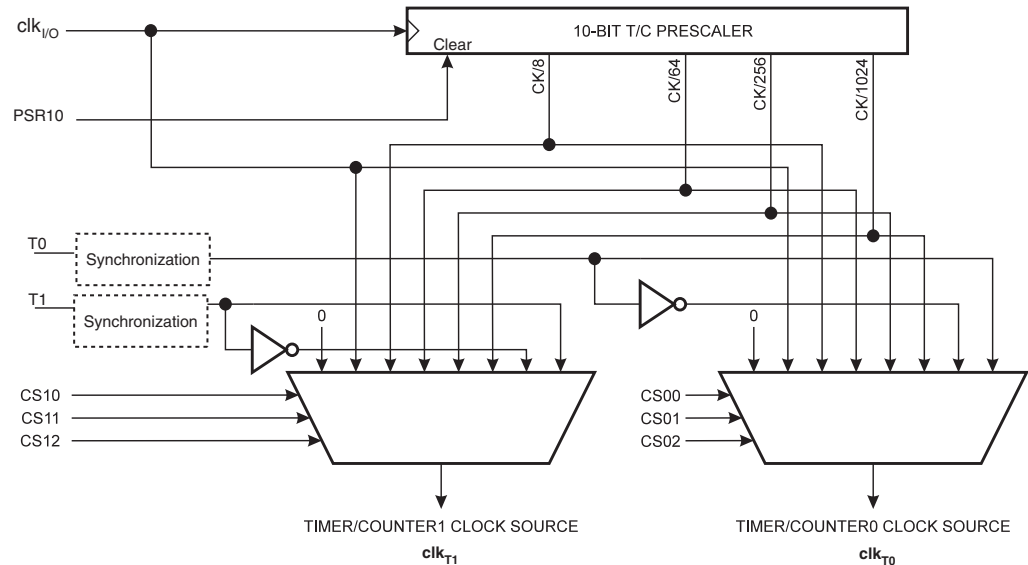 clkI/O
10-BIT T/C PRESCALER
Clear
CK/8
CK/64
CK/256
CK/1024
PSR10
T0
Synchronization
T1
Synchronization
0
0
CS10
CS11
CS12
CS00
CS01
CS02
TIMER/COUNTER1 CLOCK SOURCE
clkT1
TIMER/COUNTER0 CLOCK SOURCE
clkT0